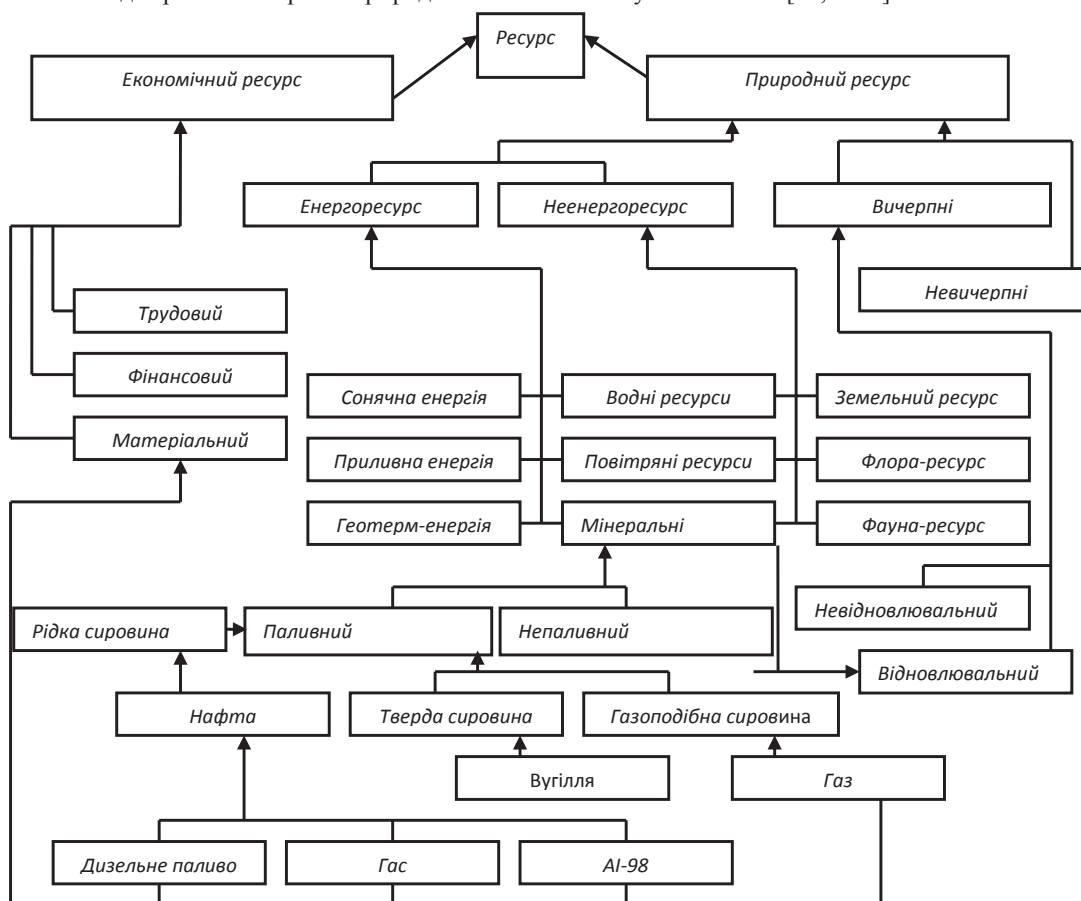 Ресурс
Економічний ресурс
Природний ресурс
Енергоресурс
Неенергоресурс
Вичерпні
Невичерпні
Трудовий
Фінансовий
Матеріальний
Сонячна енергія
Водні ресурси
Земельний ресурс
Приливна енергія
Повітряні ресурси
Флора-ресурс
Геотерм-енергія
Мінеральні
Фауна-ресурс
Невідновлювальний
Рідка сировина
Паливний
Непаливний
Відновлювальний
Нафта
Тверда сировина
Газоподібна сировина
Вугілля
Газ
Дизельне паливо
Гас
АІ-98